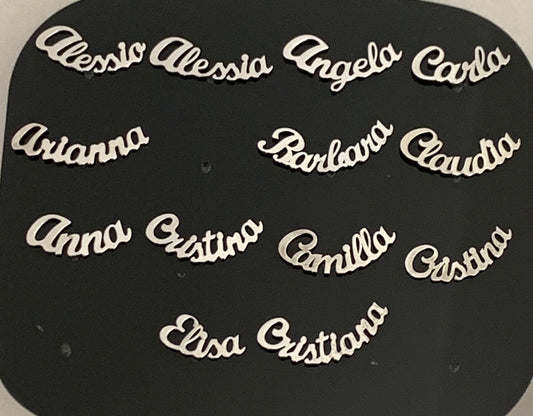 Alessio Alessia Angela Carla
Arianna Barbara Claudia
Anna Cristina Camilla Cristina
Elisa Cristiana